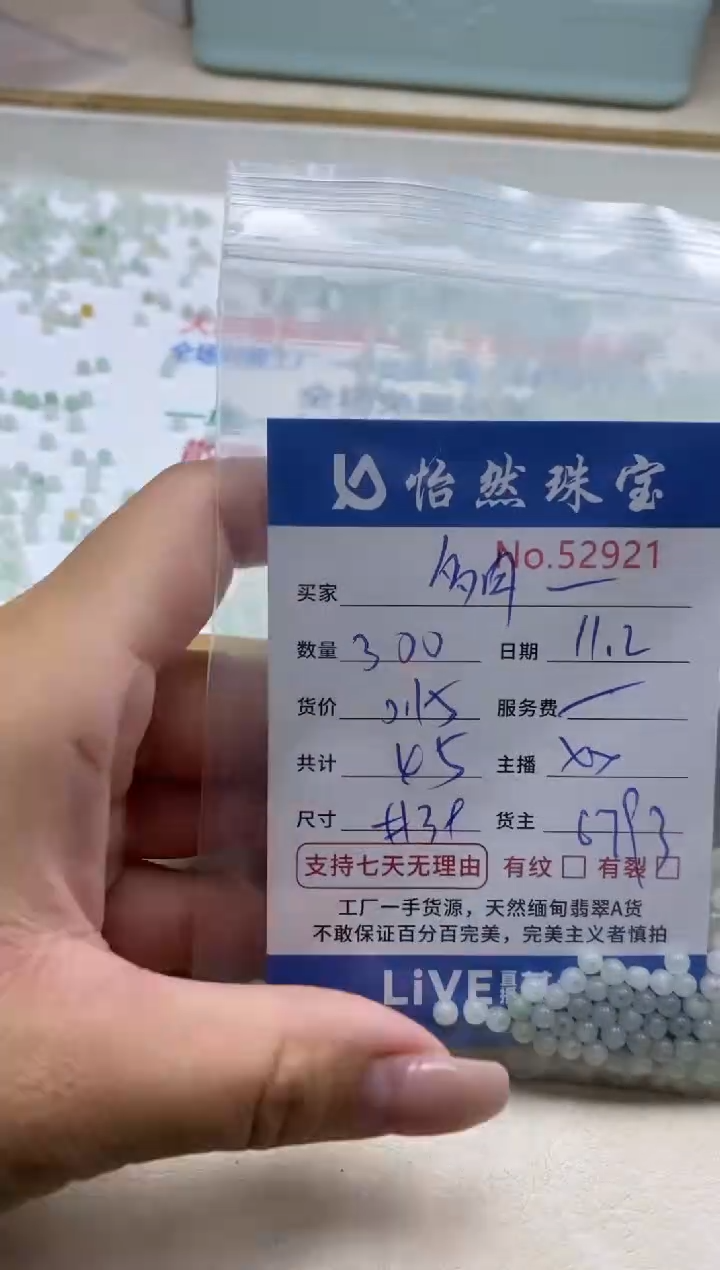 怡然珠宝
No.52921
买家
数量 300 日期 11.2
货价 0.15 服务费
共计 45 主播
尺寸 货主
支持七天无理由 有纹 有裂
工厂一手货源，天然缅甸翡翠A货
不敢保证百分百完美，完美主义者慎拍
LiVE